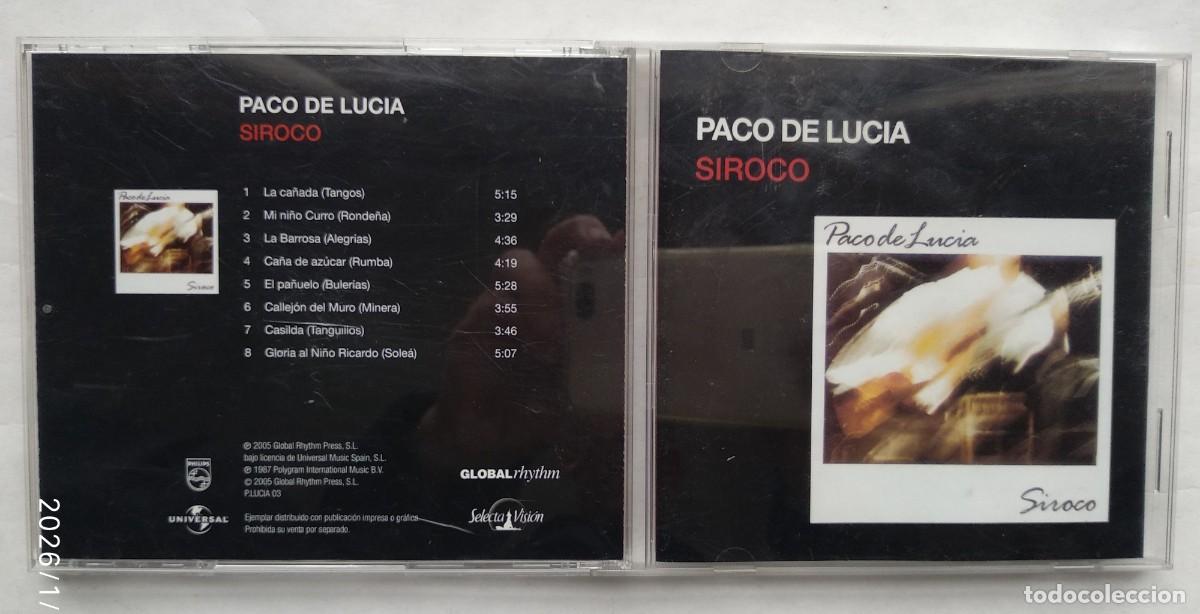 PACO DE LUCIA
SIROCO
Paco de Lucia
Siroco
1 La cañada (Tangos) 5:15
2 Mi niño Curro (Rondeña) 3:29
3 La Barrosa (Alegrías) 4:36
4 Caña de azúcar (Rumba) 4:19
5 El pañuelo (Bulerías) 5:28
6 Callejón del Muro (Minera) 3:55
7 Casilda (Tanguillos) 3:46
8 Gloria al Niño Ricardo (Soleá) 5:07
℗ 2005 Global Rhythm Press, S.L.
bajo licencia de Universal Music Spain, S.L.
℗ 1987 Polygram International Music B.V.
© 2005 Global Rhythm Press, S.L.
P.LUCIA 03
PHILIPS
GLOBALrhythm
UNIVERSAL
Ejemplar distribuido con publicación impresa o gráfica
Prohibida su venta por separado.
Selecta Visión
PACO DE LUCIA
SIROCO
Paco de Lucia
Siroco
2026/1/
todocoleccion